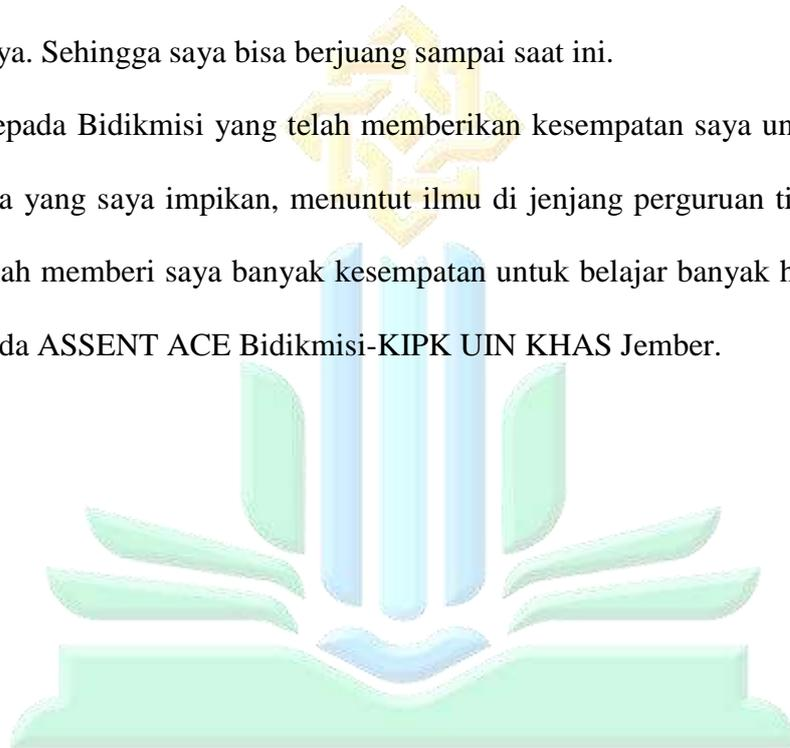 ya. Sehingga saya bisa berjuang sampai saat ini.
epada Bidikmisi yang telah memberikan kesempatan saya un
a yang saya impikan, menuntut ilmu di jenjang perguruan ti
lah memberi saya banyak kesempatan untuk belajar banyak h
da ASSENT ACE Bidikmisi-KIPK UIN KHAS Jember.